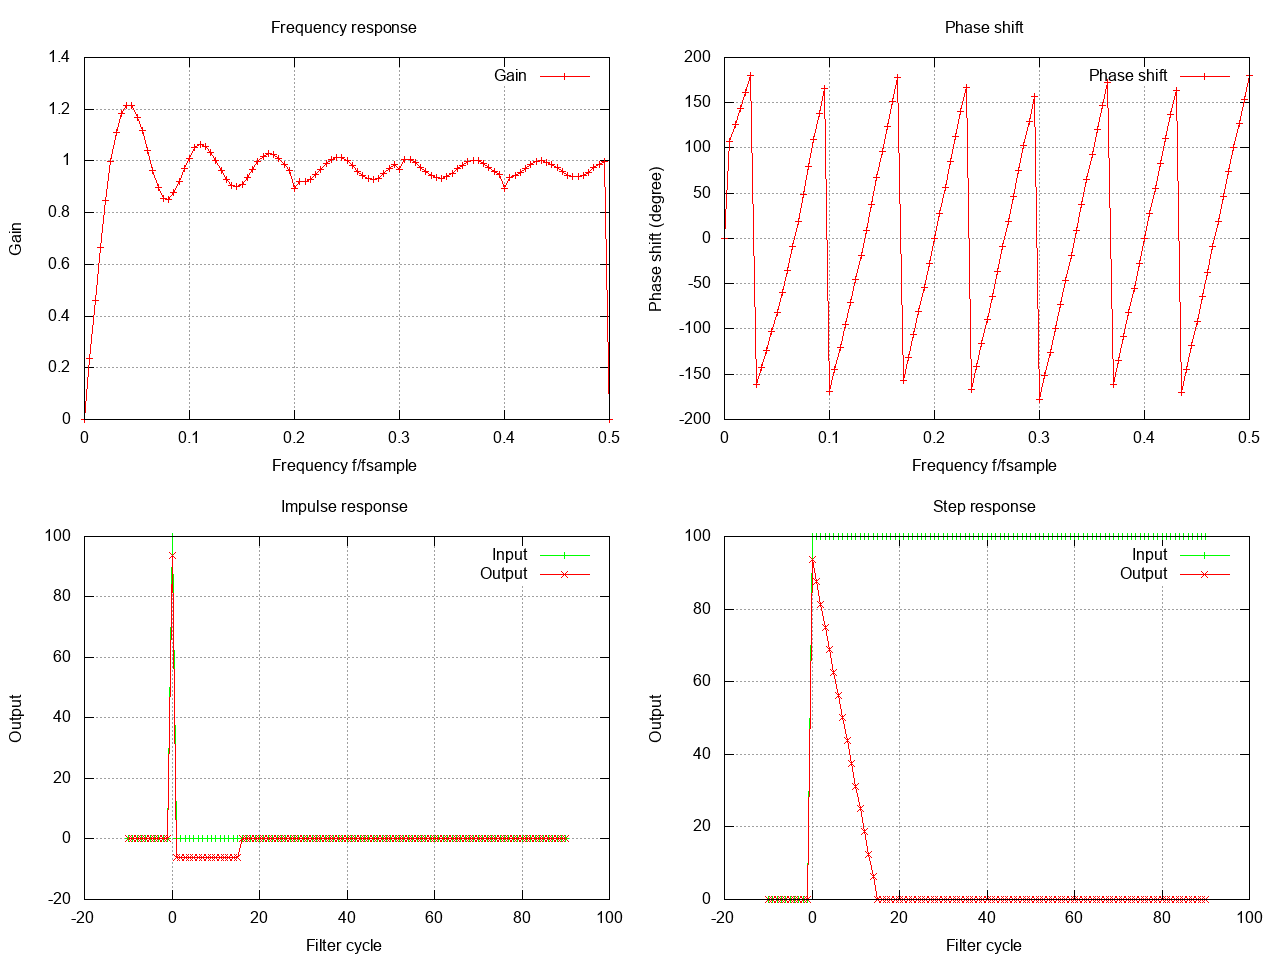 Frequency response
1.4
1.2
1
0.8
0.6
0.4
0.2
0
Gain
Gain
0 0.1 0.2 0.3 0.4 0.5
Frequency f/fsample
Phase shift
200
150
100
50
0
-50
-100
-150
-200
Phase shift (degree)
Phase shift
0 0.1 0.2 0.3 0.4 0.5
Frequency f/fsample
Impulse response
100
80
60
40
20
0
-20
Output
Input
Output
-20 0 20 40 60 80 100
Filter cycle
Step response
100
80
60
40
20
0
Output
Input
Output
-20 0 20 40 60 80 100
Filter cycle